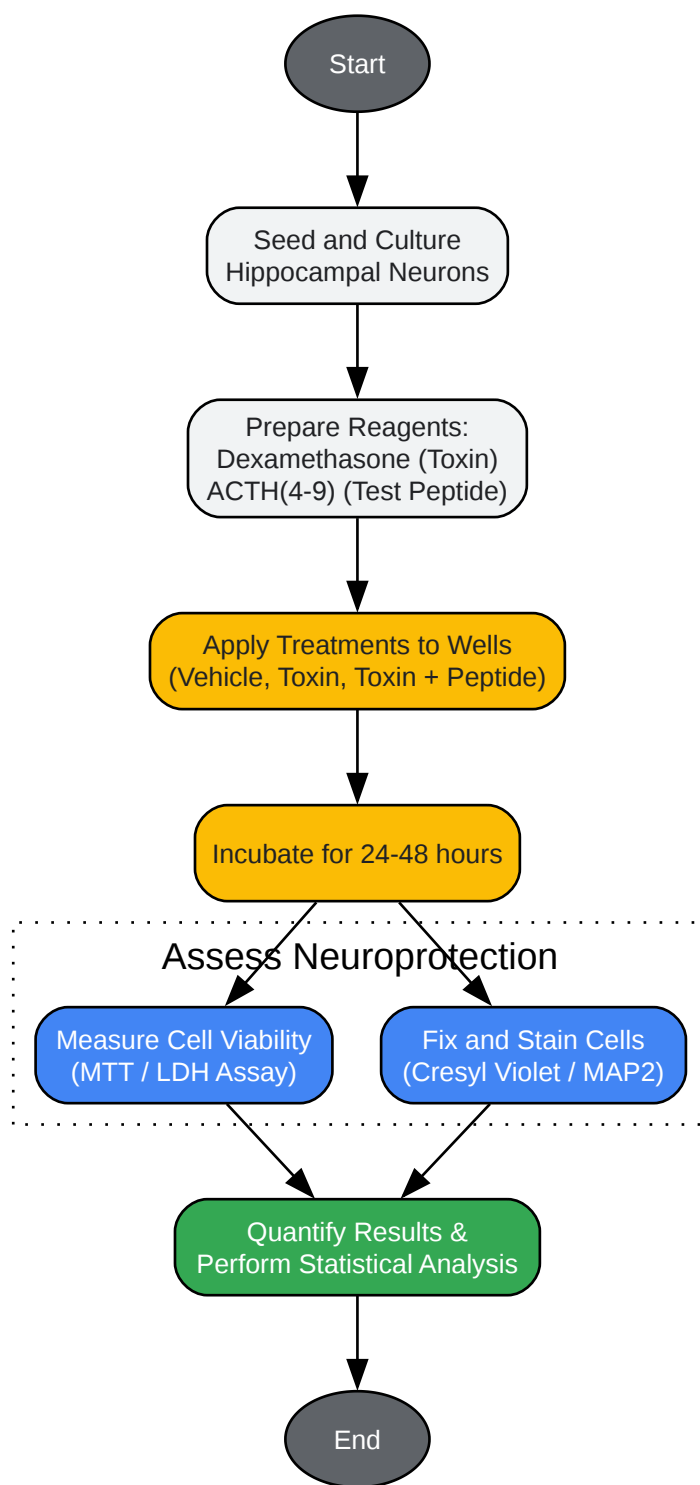 Start
Seed and Culture
Hippocampal Neurons
Prepare Reagents:
Dexamethasone (Toxin)
ACTH(4-9) (Test Peptide)
Apply Treatments to Wells
(Vehicle, Toxin, Toxin + Peptide)
Incubate for 24-48 hours
Assess Neuroprotection
Measure Cell Viability
(MTT / LDH Assay)
Fix and Stain Cells
(Cresyl Violet / MAP2)
Quantify Results &
Perform Statistical Analysis
End